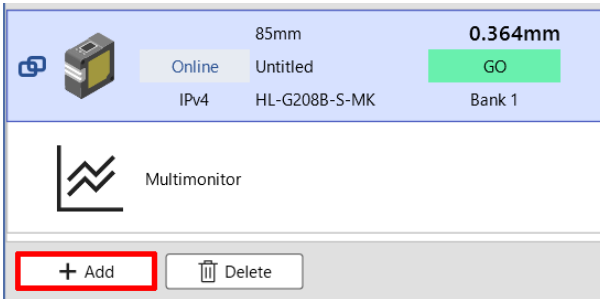 85mm 0.364mm
Online Untitled GO
IPv4 HL-G208B-S-MK Bank 1
Multimonitor
+ Add Delete